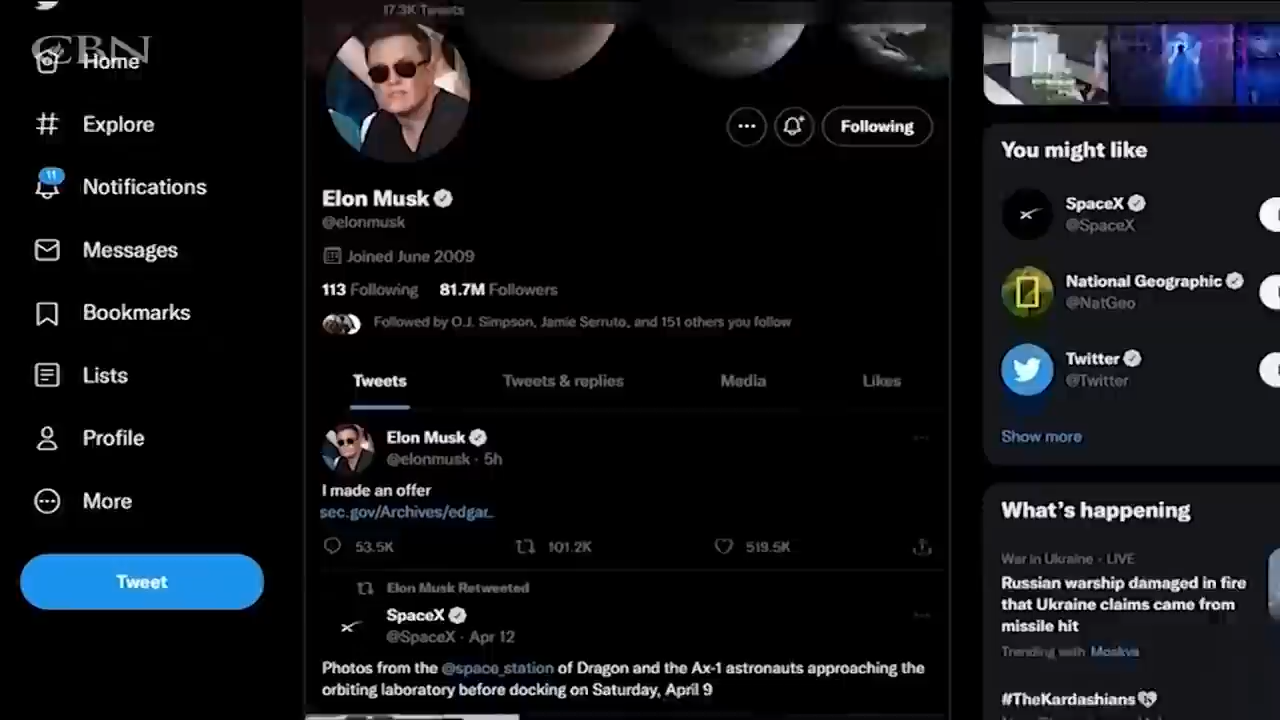 17.3K Tweets
CBN
Home
Explore
Notifications
11
Messages
Bookmarks
Lists
Profile
More
Tweet
Following
Elon Musk
@elonmusk
Joined June 2009
113 Following 81.7M Followers
Followed by O.J. Simpson, Jamie Serruto, and 151 others you follow
Tweets Tweets & replies Media Likes
Elon Musk
@elonmusk · 5h
I made an offer
sec.gov/Archives/edgar…
53.5K 101.2K 519.5K
Elon Musk Retweeted
SpaceX
@SpaceX · Apr 12
Photos from the @space_station of Dragon and the Ax-1 astronauts approaching the
orbiting laboratory before docking on Saturday, April 9
You might like
SpaceX
@SpaceX
National Geographic
@NatGeo
Twitter
@Twitter
Show more
What's happening
War in Ukraine · LIVE
Russian warship damaged in fire
that Ukraine claims came from
missile hit
Trending with Moskva
#TheKardashians